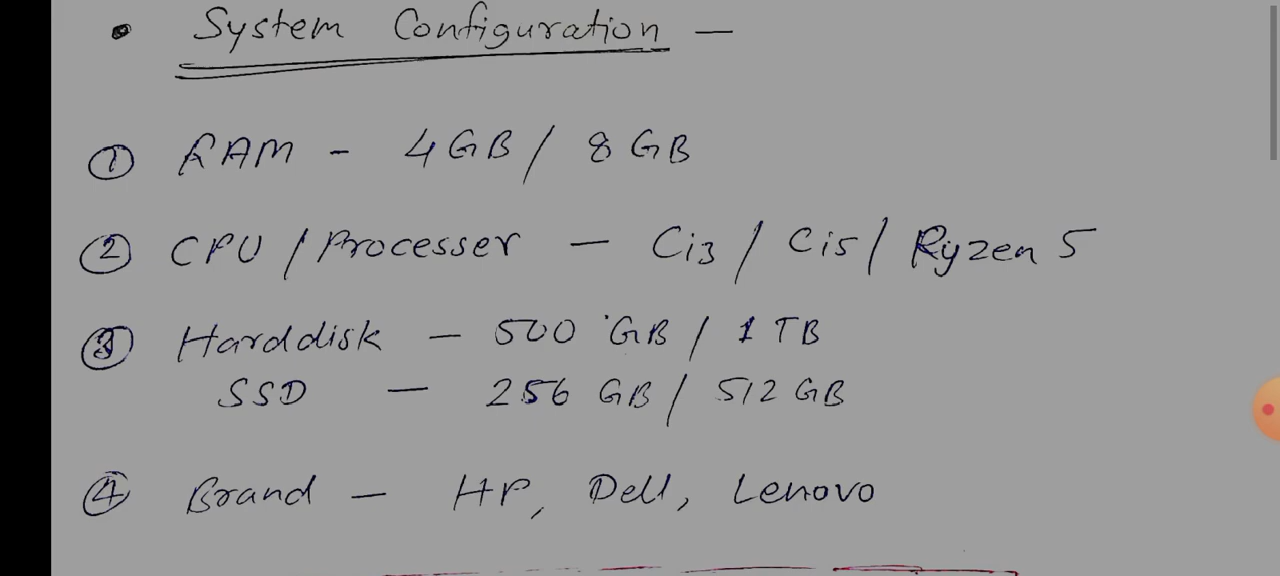 • System Configuration —
① RAM - 4GB / 8GB
② CPU / Processer — Ci3 / Ci5 / Ryzen 5
③ Harddisk — 500 GB / 1 TB
SSD — 256 GB / 512 GB
④ Brand — HP, Dell, Lenovo